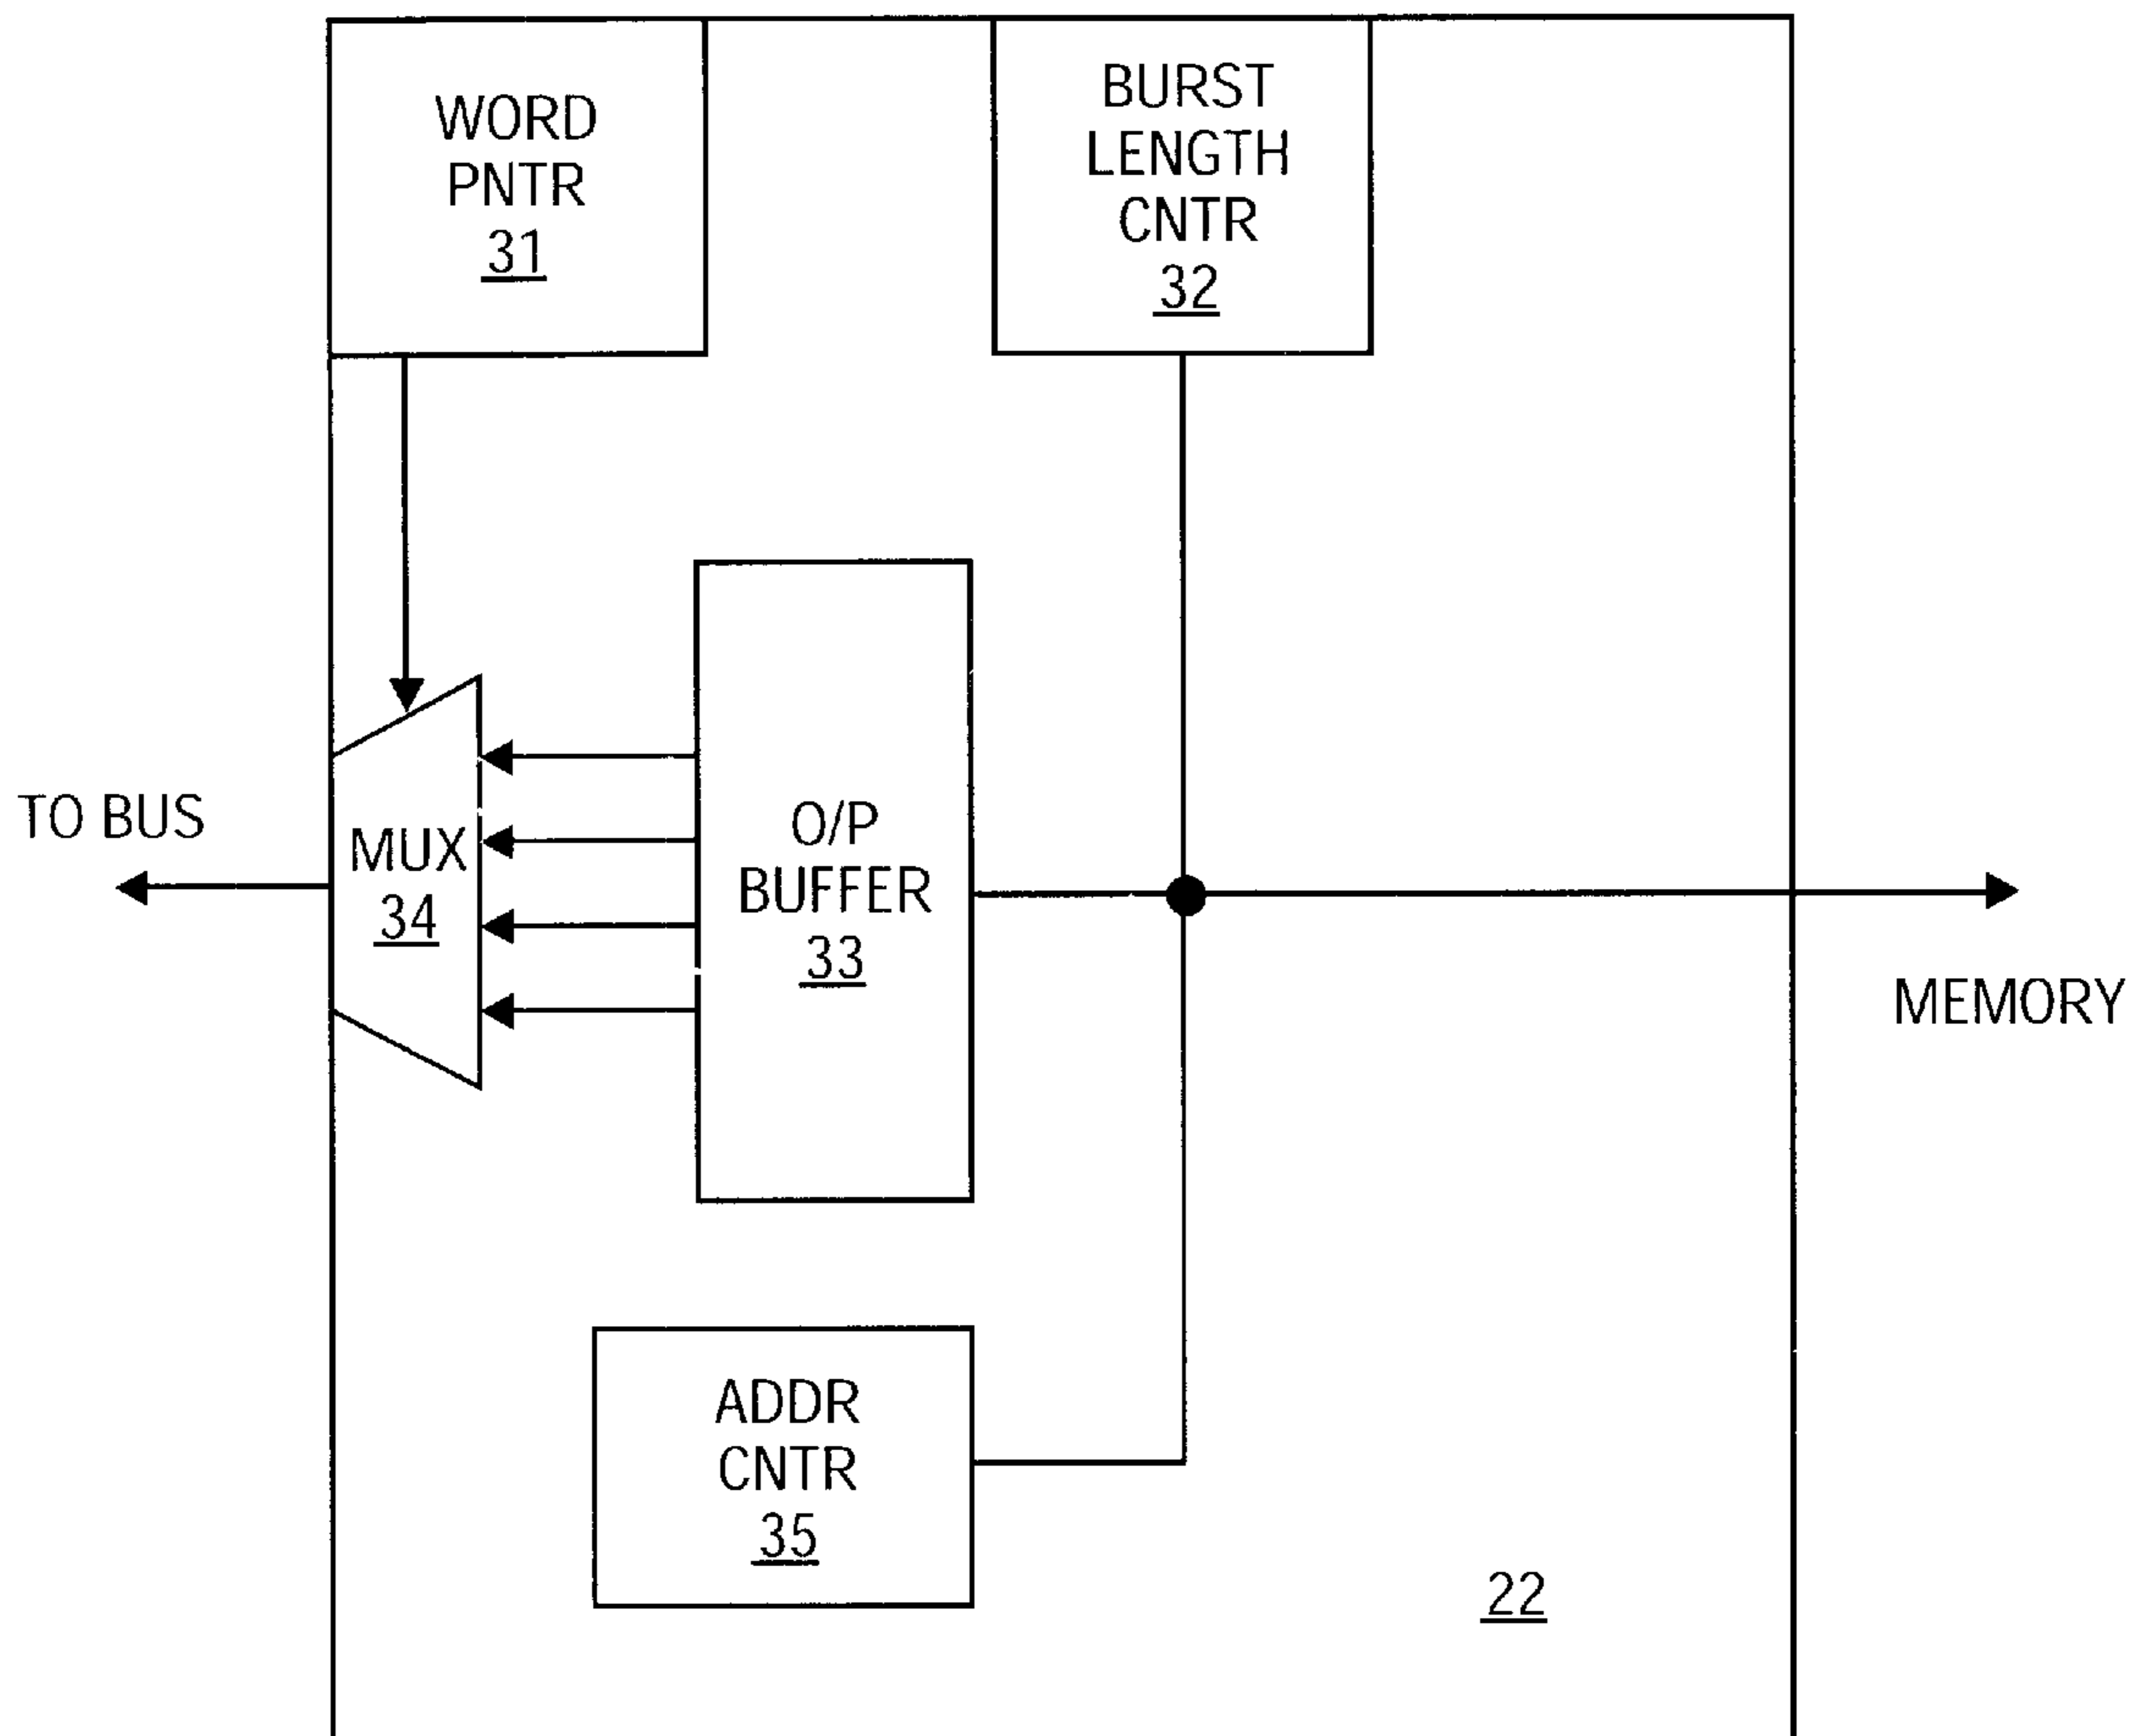 WORD
PNTR
31
BURST
LENGTH
CNTR
32
TO BUS
MUX
34
O/P
BUFFER
33
MEMORY
ADDR
CNTR
35
22